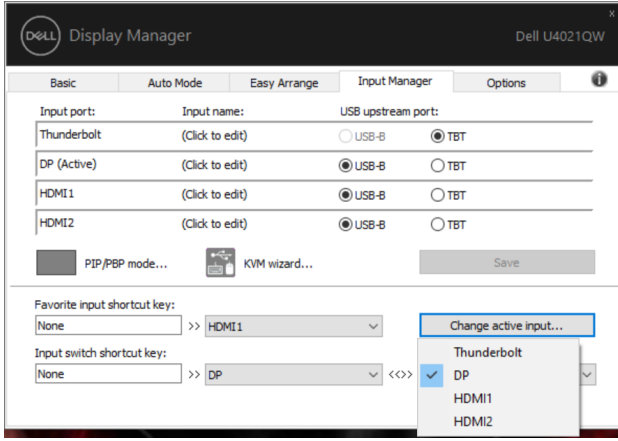 x
DELL Display Manager Dell U4021QW
Basic Auto Mode Easy Arrange Input Manager Options i
Input port: Input name: USB upstream port:
Thunderbolt (Click to edit) USB-B TBT
DP (Active) (Click to edit) USB-B TBT
HDMI1 (Click to edit) USB-B TBT
HDMI2 (Click to edit) USB-B TBT
PIP/PBP mode... KVM wizard... Save
Favorite input shortcut key:
None >> HDMI1 Change active input...
Input switch shortcut key:
None >> DP <<>>
Thunderbolt
DP
HDMI1
HDMI2